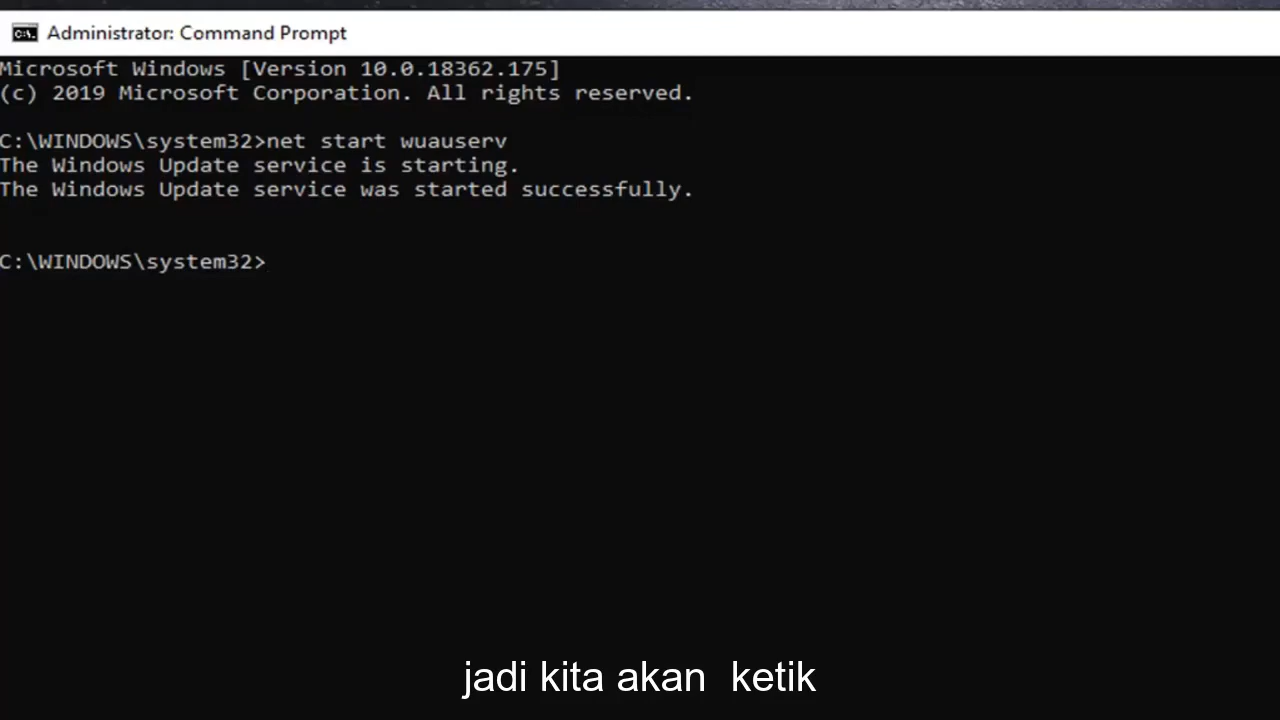 Administrator: Command Prompt
Microsoft Windows [Version 10.0.18362.175]
(c) 2019 Microsoft Corporation. All rights reserved.
C:\WINDOWS\system32>net start wuauserv
The Windows Update service is starting.
The Windows Update service was started successfully.
C:\WINDOWS\system32>
jadi kita akan  ketik